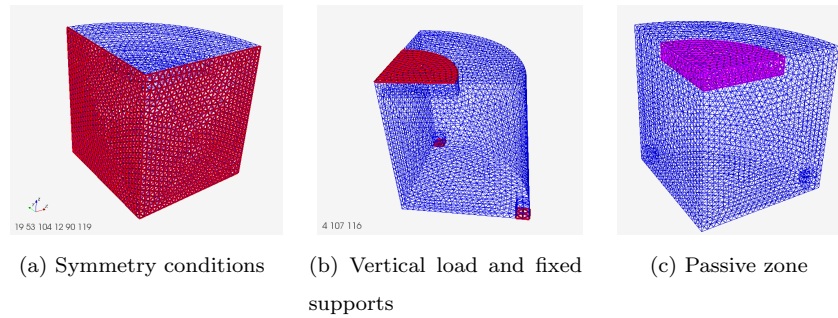 19 53 104 12 90 119
4 107 116
(a) Symmetry conditions
(b) Vertical load and fixed
supports
(c) Passive zone